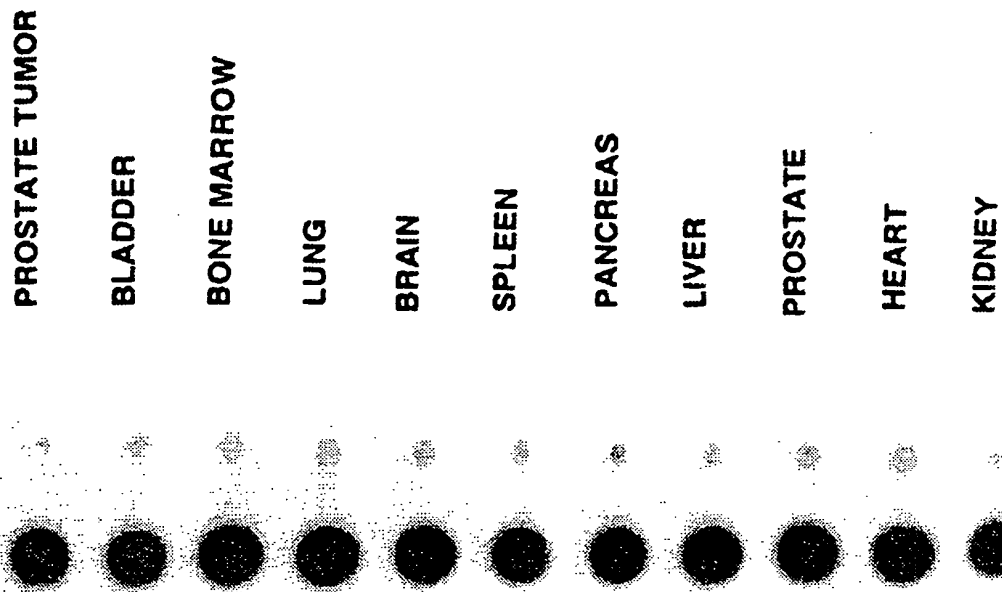 PROSTATE TUMOR
BLADDER
BONE MARROW
LUNG
BRAIN
SPLEEN
PANCREAS
LIVER
PROSTATE
HEART
KIDNEY